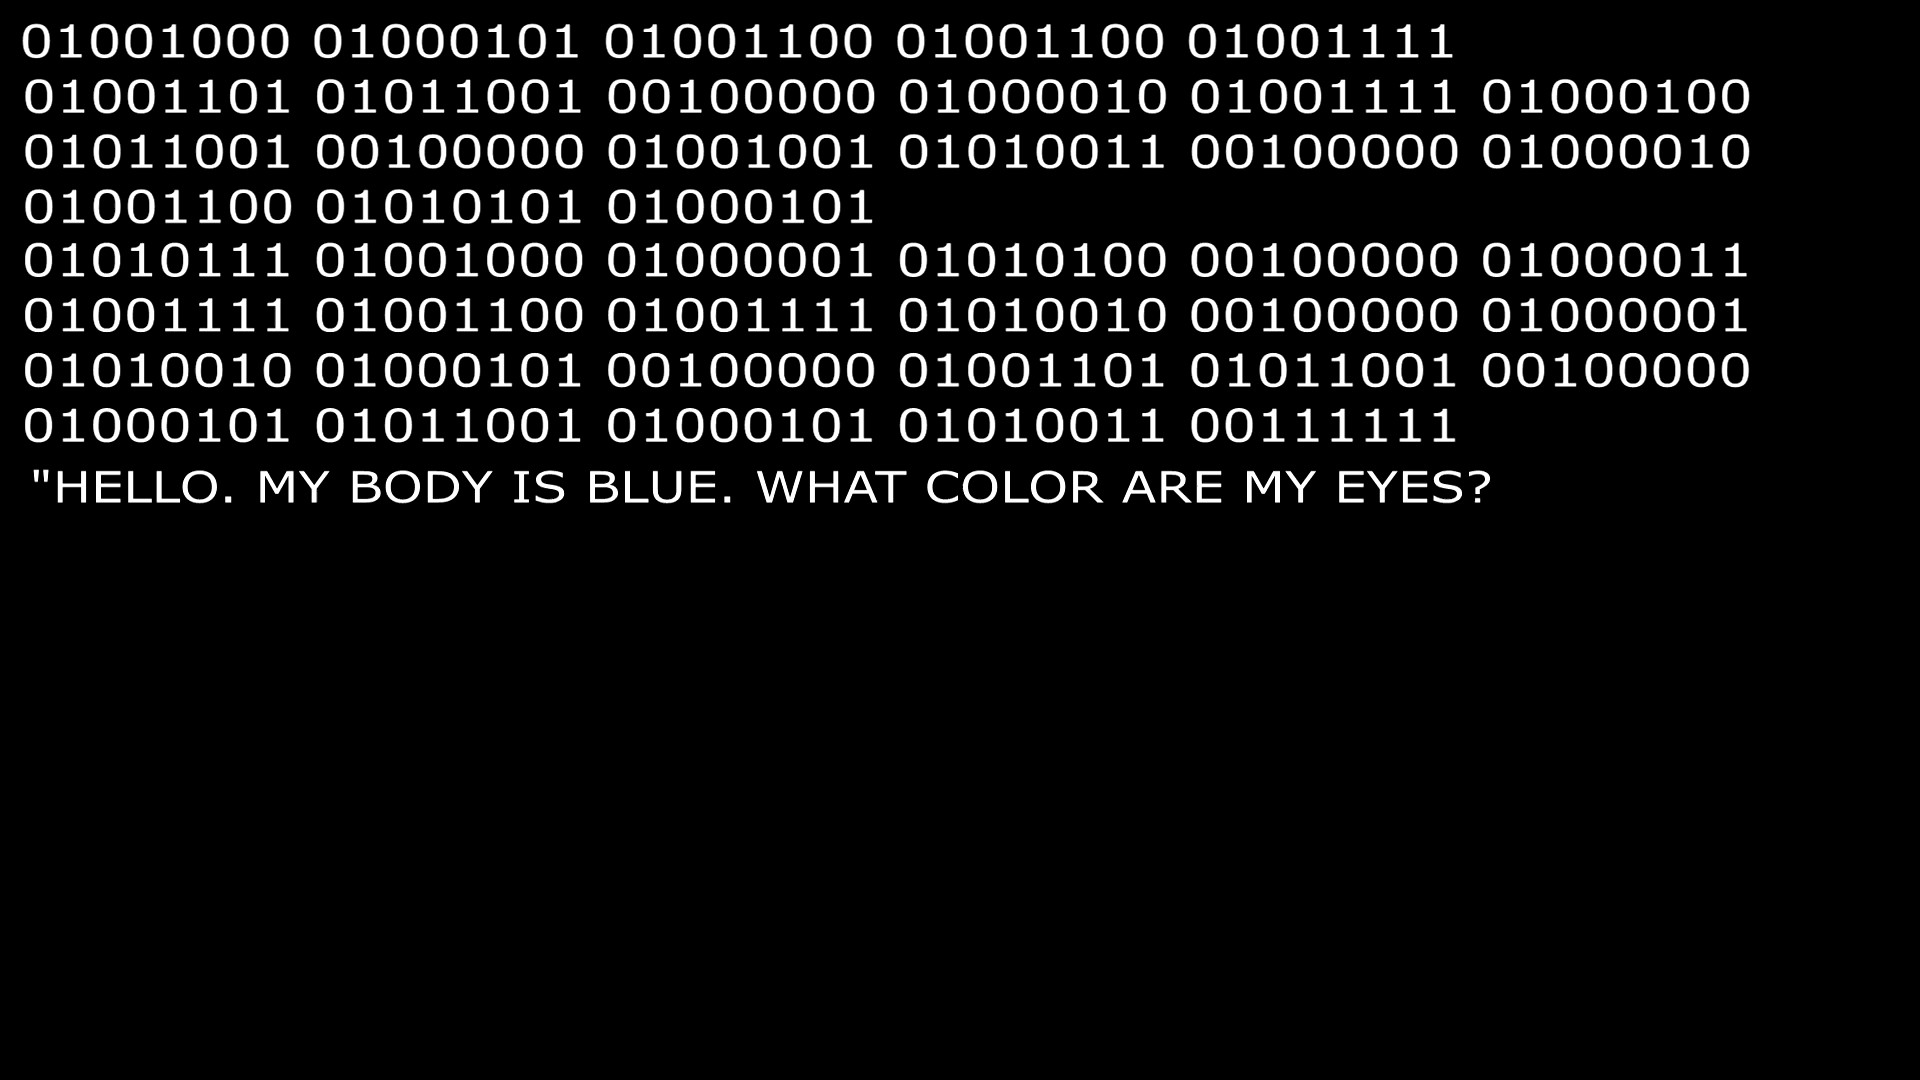 01001000 01000101 01001100 01001100 01001111
01001101 01011001 00100000 01000010 01001111 01000100
01011001 00100000 01001001 01010011 00100000 01000010
01001100 01010101 01000101
01010111 01001000 01000001 01010100 00100000 01000011
01001111 01001100 01001111 01010010 00100000 01000001
01010010 01000101 00100000 01001101 01011001 00100000
01000101 01011001 01000101 01010011 00111111
"HELLO. MY BODY IS BLUE. WHAT COLOR ARE MY EYES?